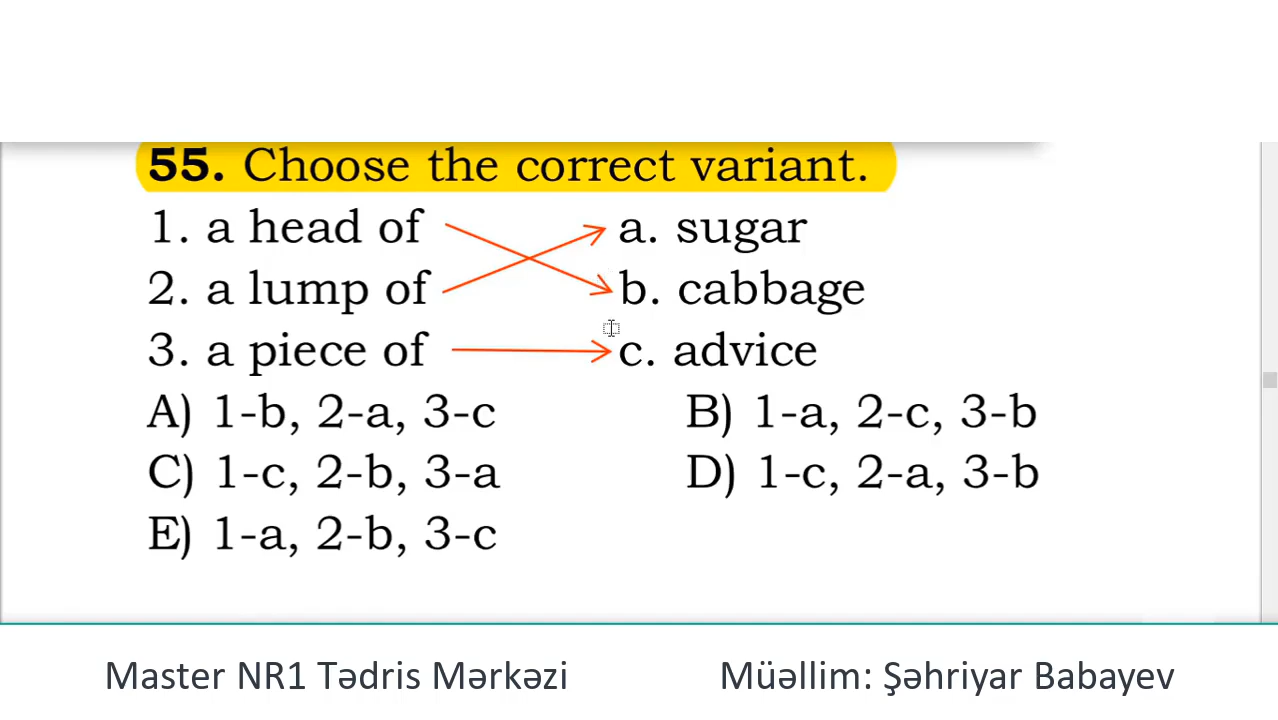 55. Choose the correct variant.
1. a head of a. sugar
2. a lump of b. cabbage
3. a piece of c. advice
A) 1-b, 2-a, 3-c B) 1-a, 2-c, 3-b
C) 1-c, 2-b, 3-a D) 1-c, 2-a, 3-b
E) 1-a, 2-b, 3-c
Master NR1 Tədris Mərkəzi Müəllim: Şəhriyar Babayev